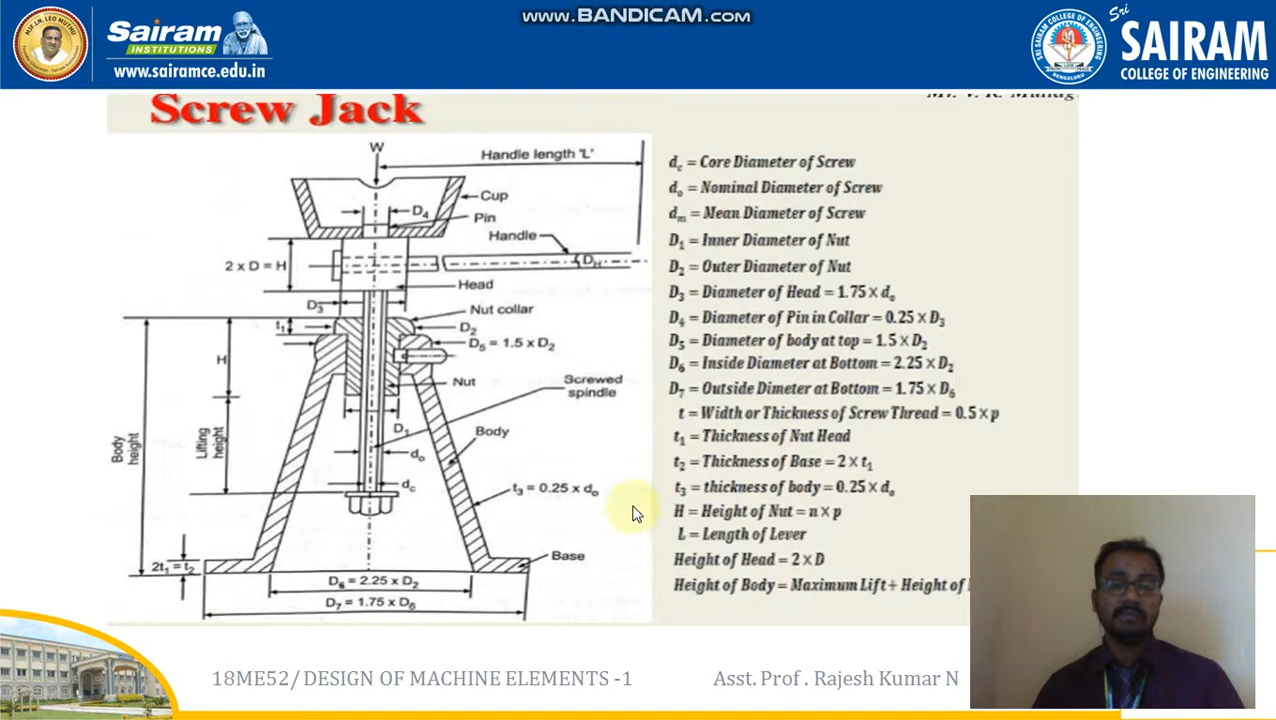 www.BANDICAM.com
Sairam
INSTITUTIONS
www.sairamce.edu.in
Sri
SAIRAM
COLLEGE OF ENGINEERING
Screw Jack
W
Handle length 'L'
Cup
D4
Pin
Handle
2 x D = H
DH
Head
D3
Nut collar
t1
D2
D5 = 1.5 x D2
H
Nut
Screwed
spindle
Body
height
Lifting
height
D1
Body
do
dc
t3 = 0.25 x do
2t1 = t2
Base
D6 = 2.25 x D2
D7 = 1.75 x D6
dc = Core Diameter of Screw
do = Nominal Diameter of Screw
dm = Mean Diameter of Screw
D1 = Inner Diameter of Nut
D2 = Outer Diameter of Nut
D3 = Diameter of Head = 1.75 × do
D4 = Diameter of Pin in Collar = 0.25 × D3
D5 = Diameter of body at top = 1.5 × D2
D6 = Inside Diameter at Bottom = 2.25 × D2
D7 = Outside Dimeter at Bottom = 1.75 × D6
t = Width or Thickness of Screw Thread = 0.5 × p
t1 = Thickness of Nut Head
t2 = Thickness of Base = 2 × t1
t3 = thickness of body = 0.25 × do
H = Height of Nut = n × p
L = Length of Lever
Height of Head = 2 × D
Height of Body = Maximum Lift + Height of
18ME52/ DESIGN OF MACHINE ELEMENTS -1
Asst. Prof . Rajesh Kumar N